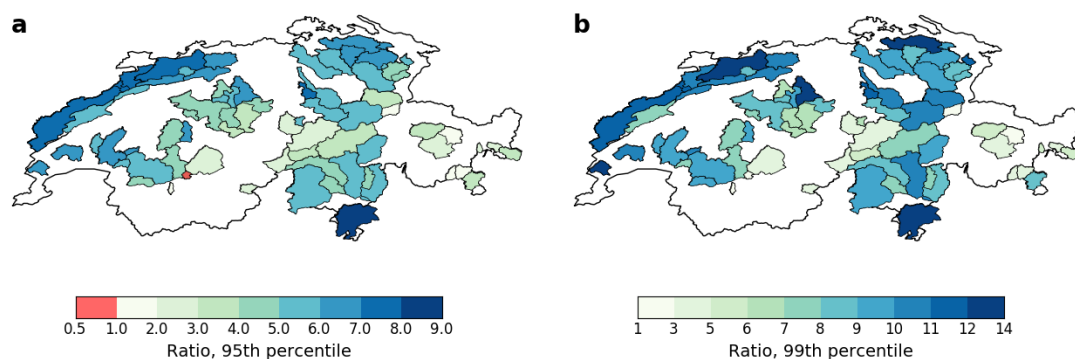 a
b
0.5 1.0 2.0 3.0 4.0 5.0 6.0 7.0 8.0 9.0
Ratio, 95th percentile
1 3 5 6 7 8 9 10 11 12 14
Ratio, 99th percentile